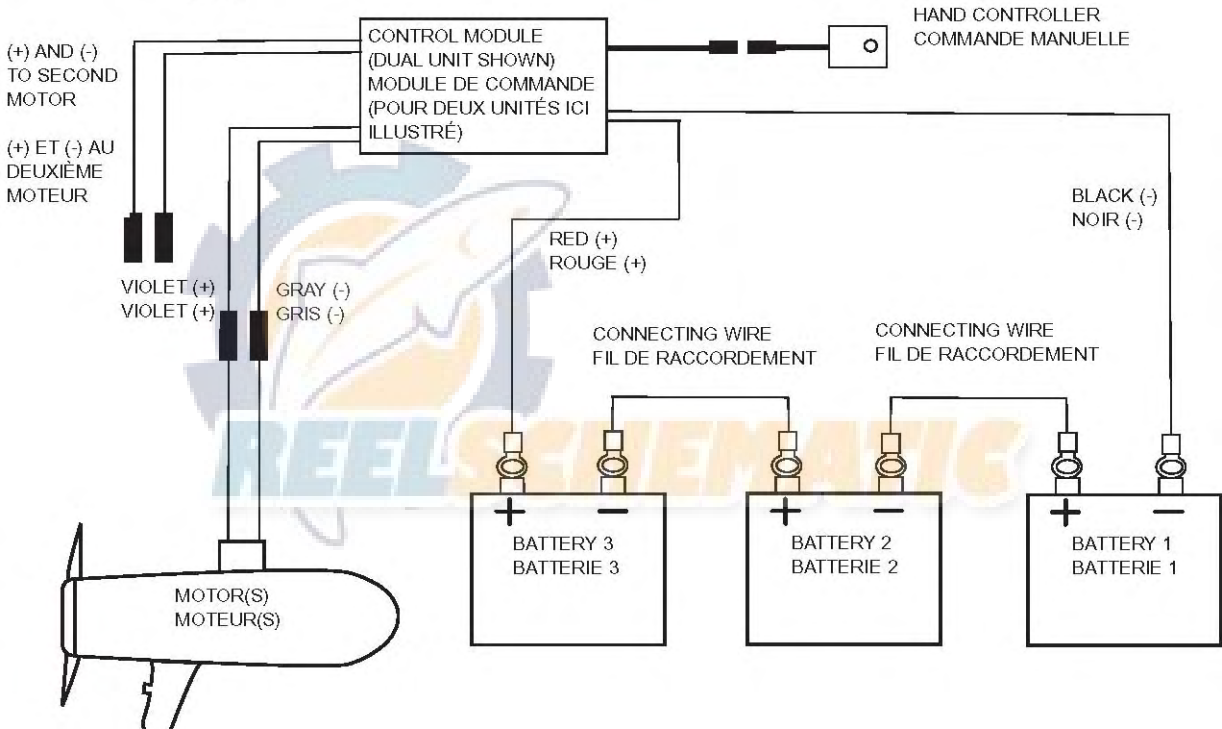 (+) AND (-)
TO SECOND
MOTOR
(+) ET (-) AU
DEUXIÈME
MOTEUR
CONTROL MODULE
(DUAL UNIT SHOWN)
MODULE DE COMMANDE
(POUR DEUX UNITÉS ICI
ILLUSTRÉ)
HAND CONTROLLER
COMMANDE MANUELLE
BLACK (-)
NOIR (-)
RED (+)
ROUGE (+)
VIOLET (+)
VIOLET (+)
GRAY (-)
GRIS (-)
CONNECTING WIRE
FIL DE RACCORDEMENT
CONNECTING WIRE
FIL DE RACCORDEMENT
REELSCHEMATIC
+ −
BATTERY 3
BATTERIE 3
+ −
BATTERY 2
BATTERIE 2
+ −
BATTERY 1
BATTERIE 1
MOTOR(S)
MOTEUR(S)